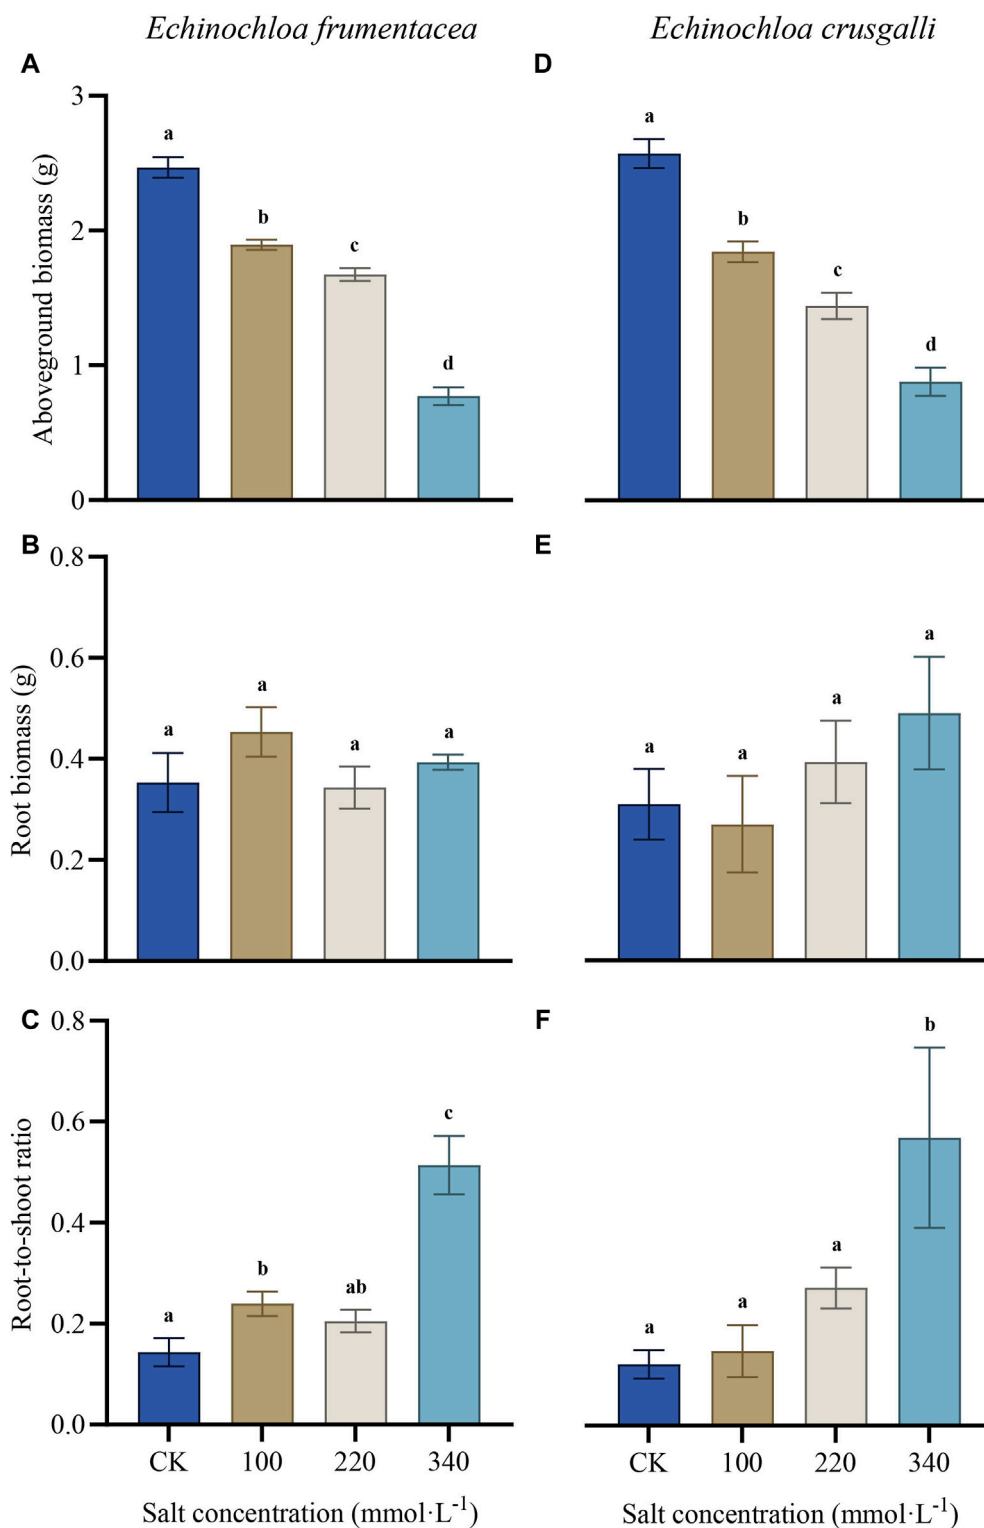 Echinochloa frumentacea
Echinochloa crusgalli
A
D
Aboveground biomass (g)
3
2
1
0
a
b
c
d
a
b
c
d
B
E
Root biomass (g)
0.8
0.6
0.4
0.2
0.0
a
a
a
a
a
a
a
a
C
F
Root-to-shoot ratio
0.8
0.6
0.4
0.2
0.0
a
b
ab
c
a
a
a
b
CK 100 220 340
CK 100 220 340
Salt concentration (mmol·L⁻¹)
Salt concentration (mmol·L⁻¹)